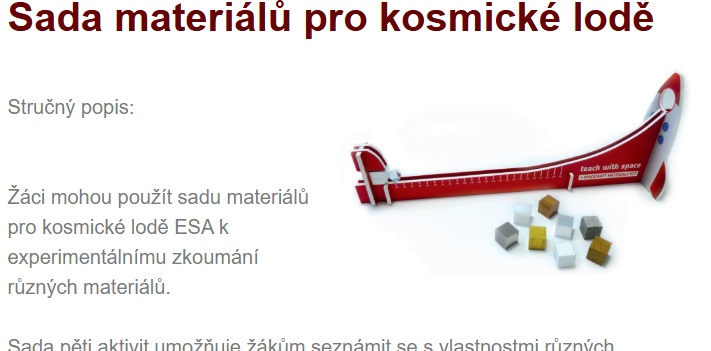 Sada materiálů pro kosmické lodě
Stručný popis:
teach with space
Žáci mohou použít sadu materiálů
pro kosmické lodě ESA k
experimentálnímu zkoumání
různých materiálů.
Sada pěti aktivit umožňuje žákům seznámit se s vlastnostmi různých